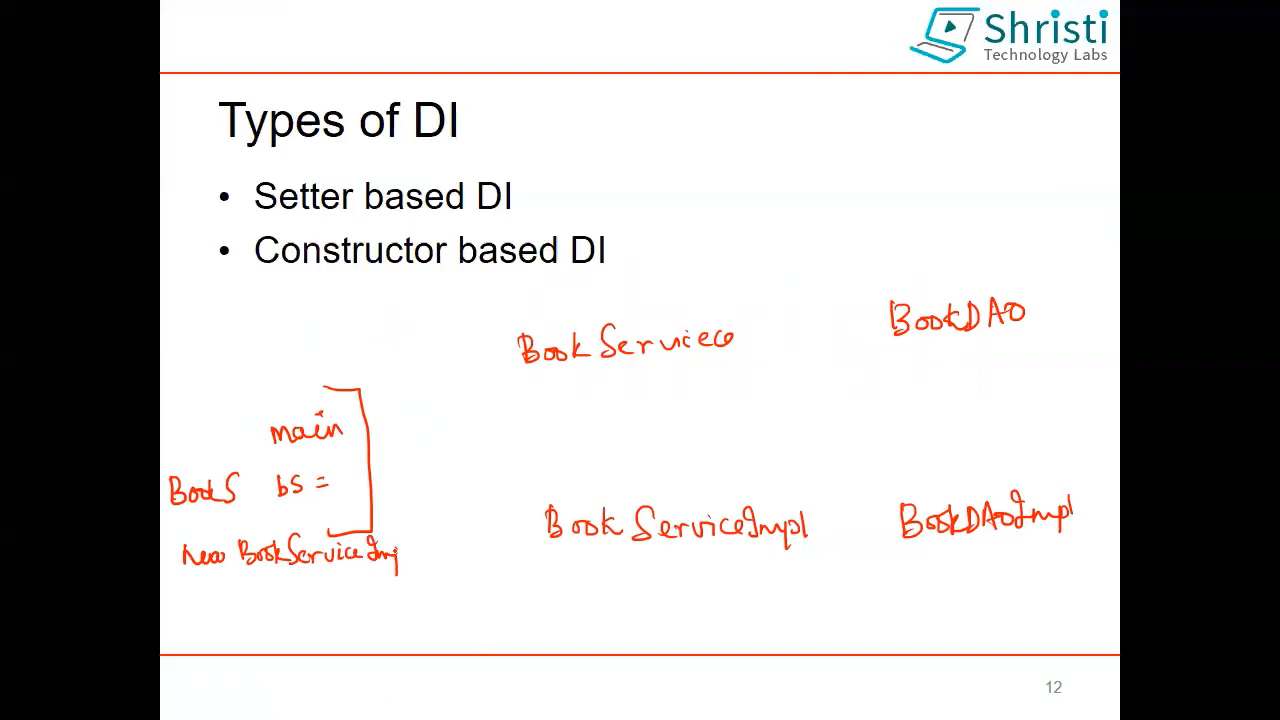 Shristi
Technology Labs
Types of DI
• Setter based DI
• Constructor based DI
BookDAO
BookService
main
BookS bs =
new BookServiceImp
BookServiceImpl
BookDAOImpl
12